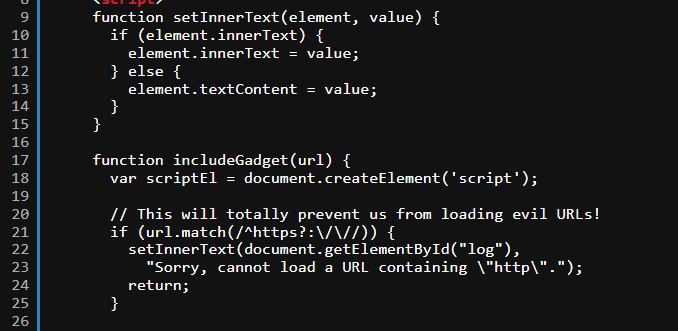 8 <script>
9 function setInnerText(element, value) {
10 if (element.innerText) {
11 element.innerText = value;
12 } else {
13 element.textContent = value;
14 }
15 }
16
17 function includeGadget(url) {
18 var scriptEl = document.createElement('script');
19
20 // This will totally prevent us from loading evil URLs!
21 if (url.match(/^https?:\/\//)) {
22 setInnerText(document.getElementById("log"),
23 "Sorry, cannot load a URL containing \"http\".");
24 return;
25 }
26